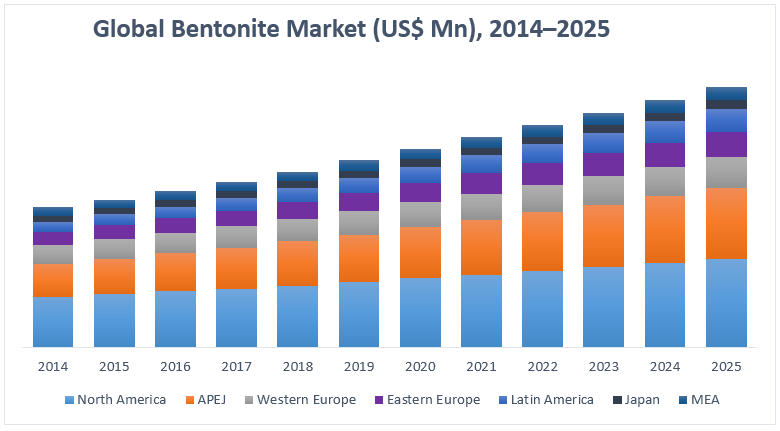 Global Bentonite Market (US$ Mn), 2014–2025
2014 2015 2016 2017 2018 2019 2020 2021 2022 2023 2024 2025
North America APEJ Western Europe Eastern Europe Latin America Japan MEA